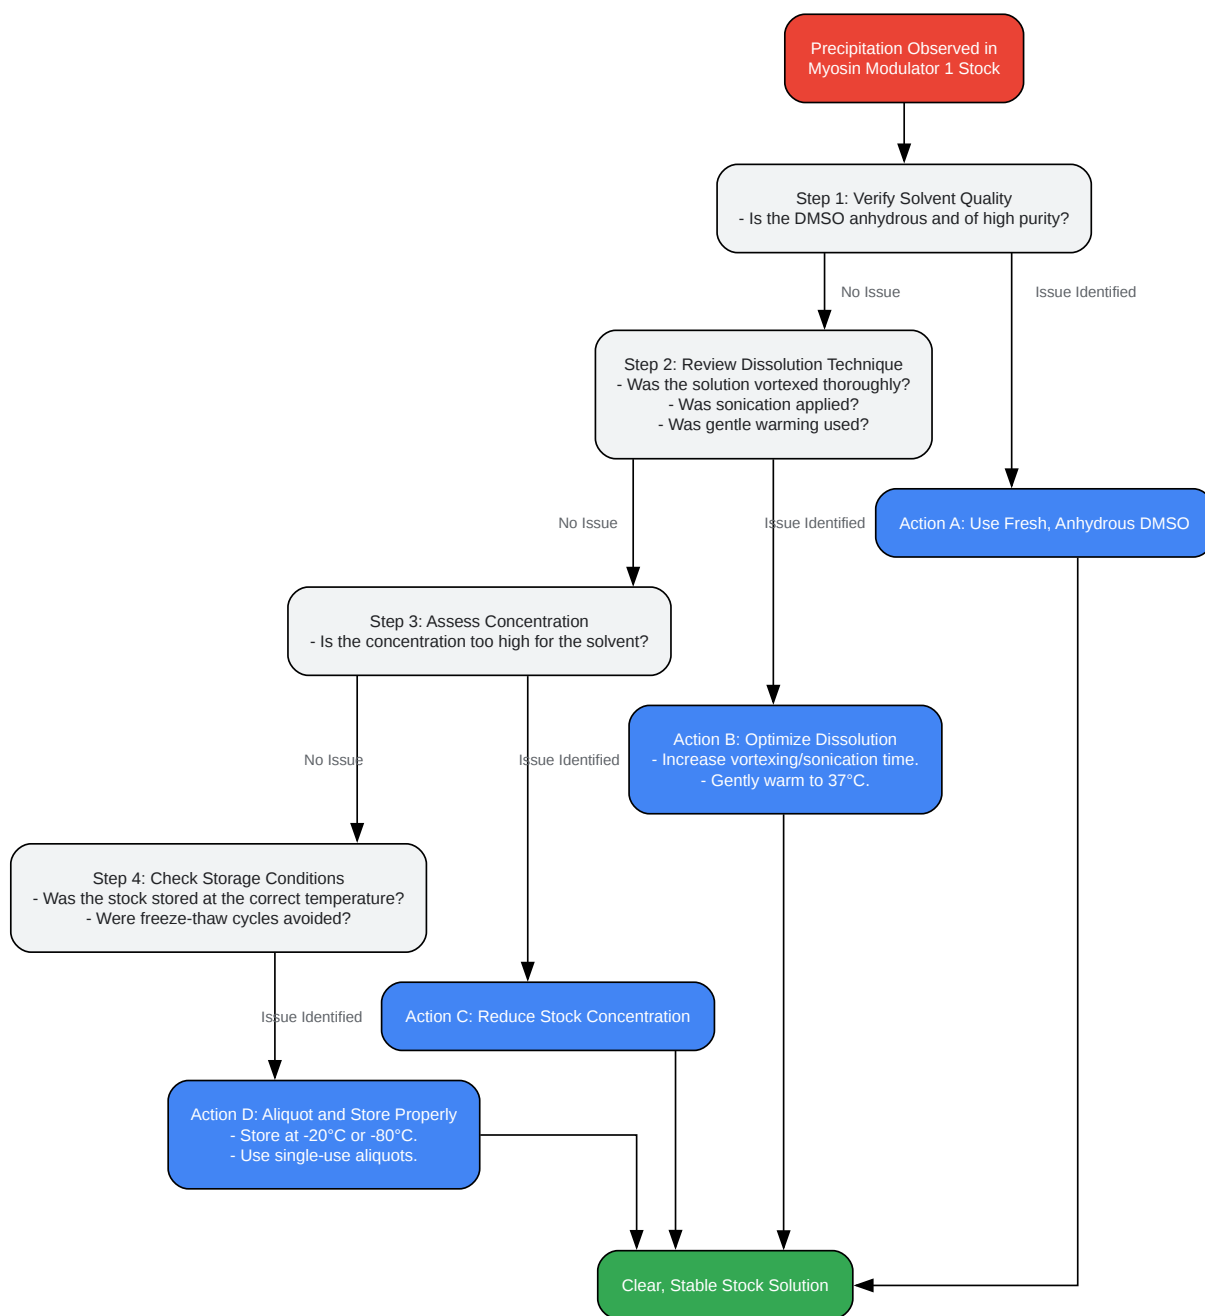 Precipitation Observed in
Myosin Modulator 1 Stock
Step 1: Verify Solvent Quality
- Is the DMSO anhydrous and of high purity?
No Issue
Issue Identified
Step 2: Review Dissolution Technique
- Was the solution vortexed thoroughly?
- Was sonication applied?
- Was gentle warming used?
No Issue
Issue Identified
Action A: Use Fresh, Anhydrous DMSO
Step 3: Assess Concentration
- Is the concentration too high for the solvent?
No Issue
Issue Identified
Action B: Optimize Dissolution
- Increase vortexing/sonication time.
- Gently warm to 37°C.
Step 4: Check Storage Conditions
- Was the stock stored at the correct temperature?
- Were freeze-thaw cycles avoided?
Issue Identified
Action C: Reduce Stock Concentration
Action D: Aliquot and Store Properly
- Store at -20°C or -80°C.
- Use single-use aliquots.
Clear, Stable Stock Solution